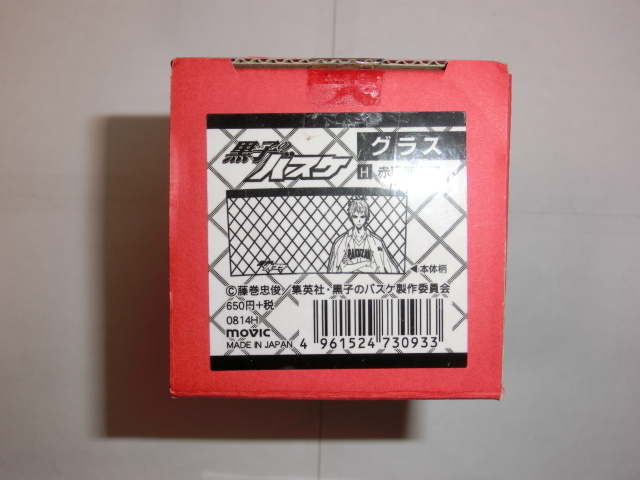 黒子のバスケ
グラス
H 赤
◀本体柄
©藤巻忠俊/集英社・黒子のバスケ製作委員会
650円+税
0814H
movic
MADE IN JAPAN
4 961524 730933